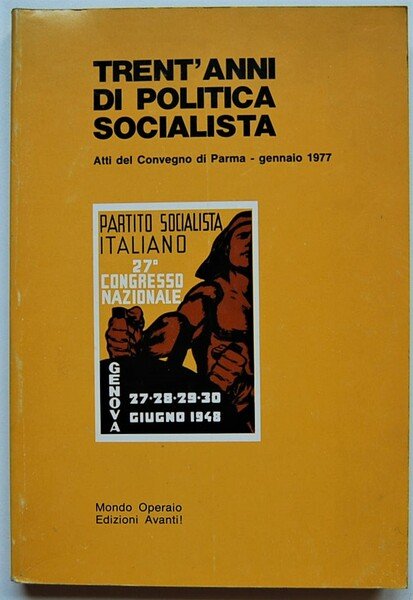 TRENT'ANNI
DI POLITICA
SOCIALISTA
Atti del Convegno di Parma - gennaio 1977
PARTITO SOCIALISTA
ITALIANO
27° CONGRESSO
NAZIONALE
GENOVA
27-28-29-30
GIUGNO 1948
Mondo Operaio
Edizioni Avanti!